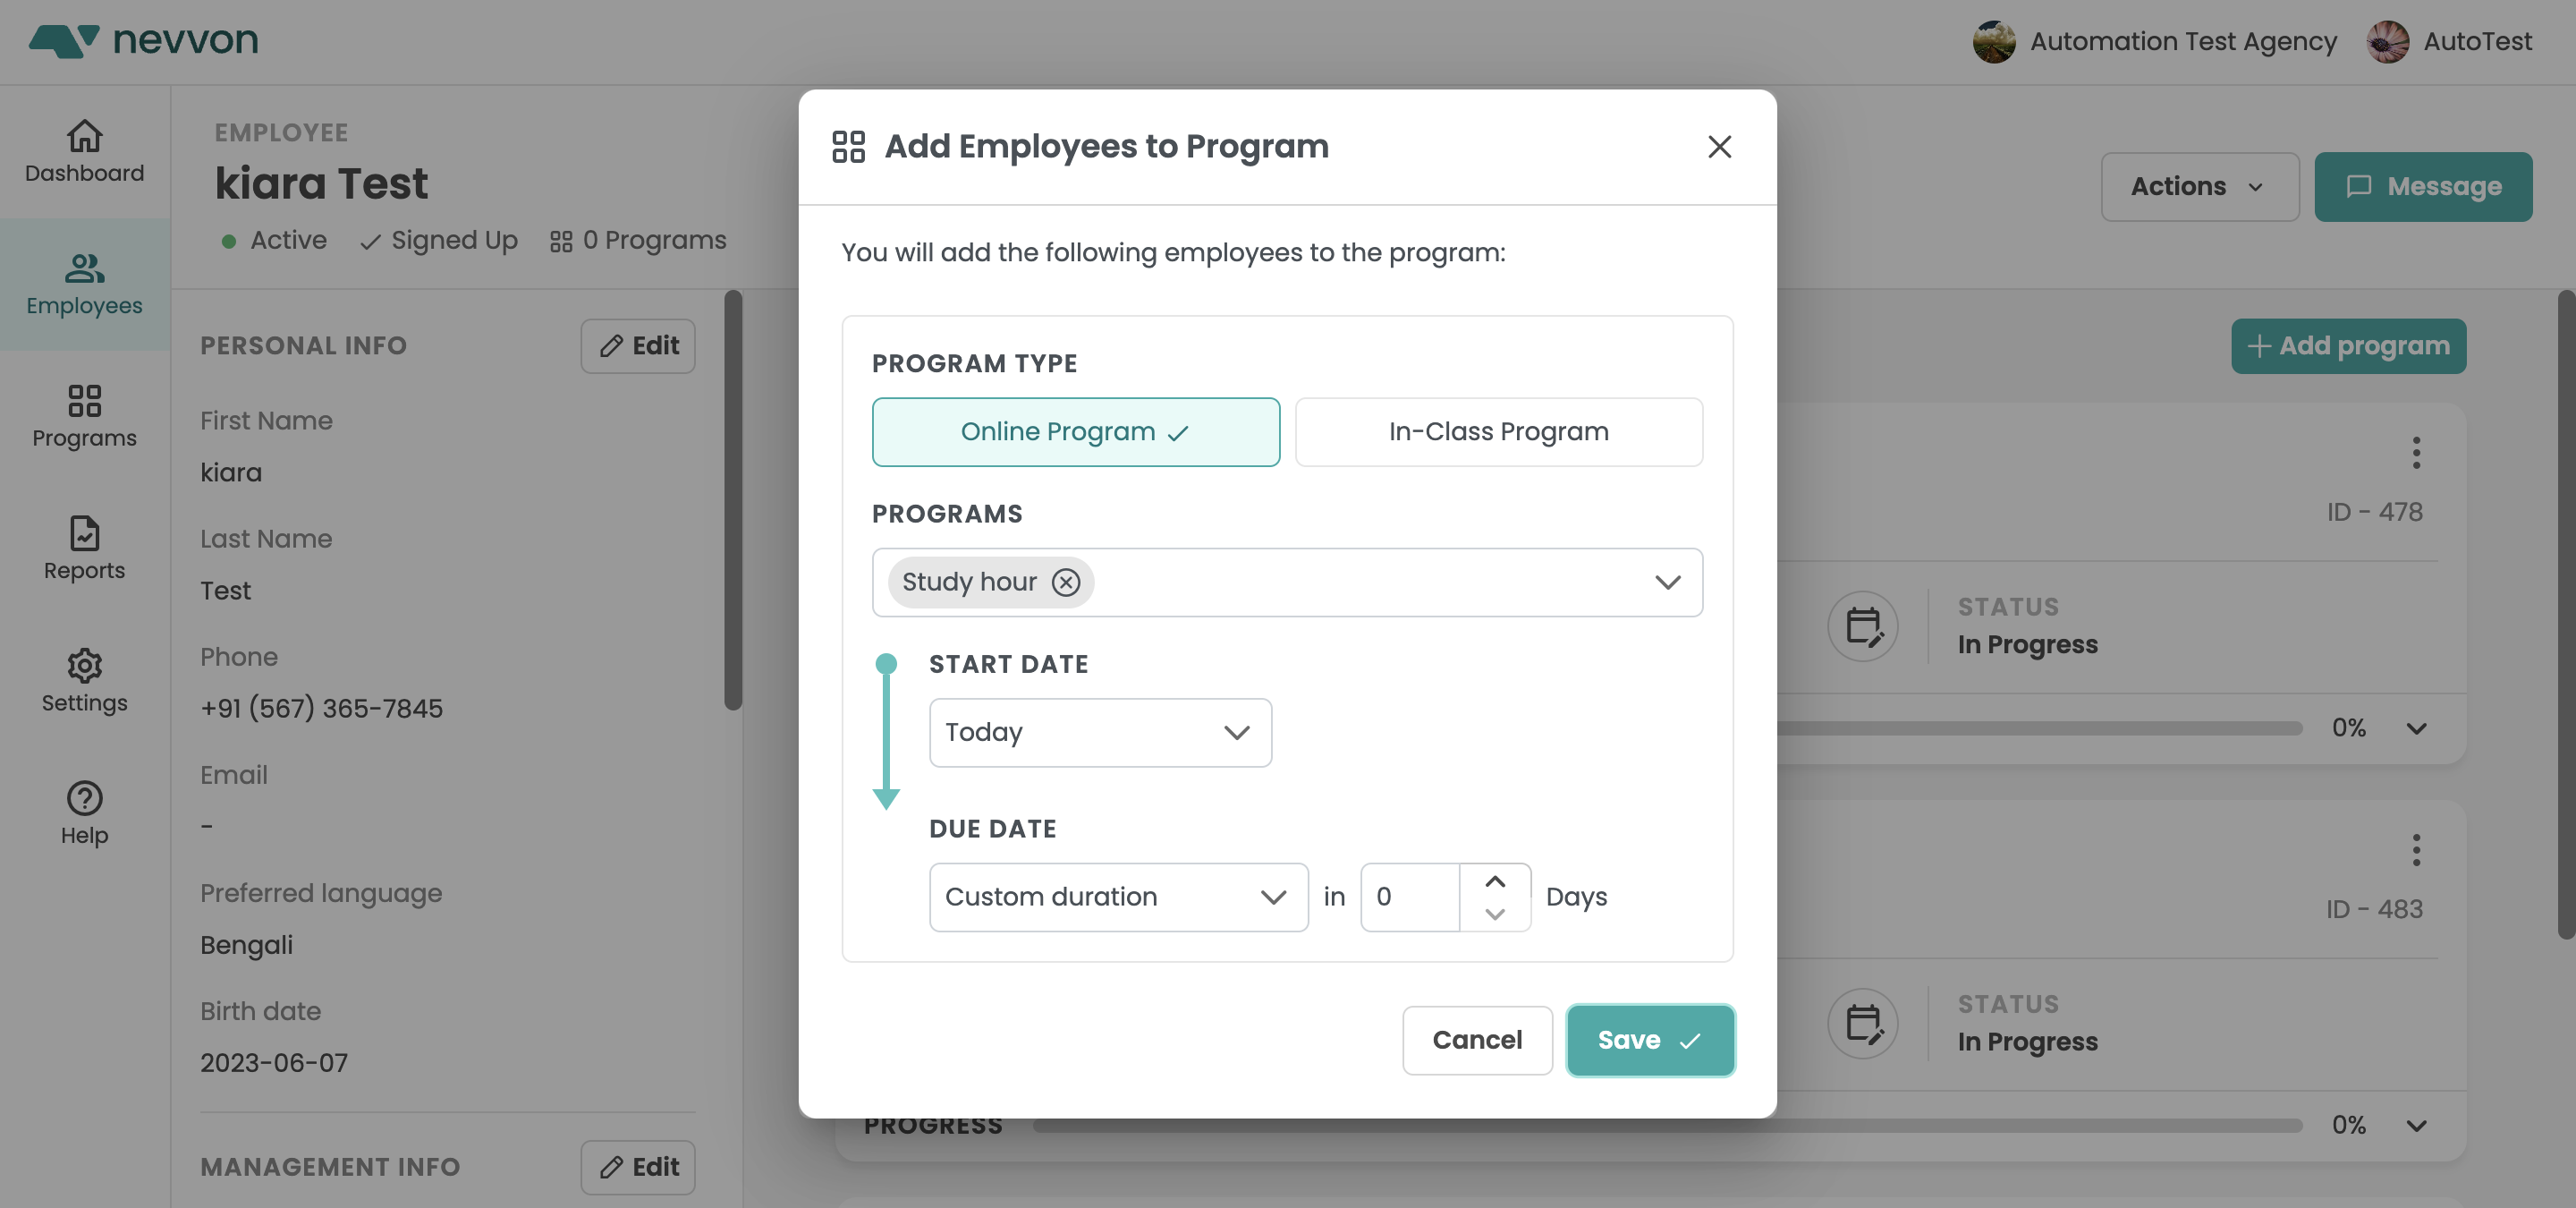 nevvon
Automation Test Agency
AutoTest
Dashboard
Employees
Programs
Reports
Settings
Help
EMPLOYEE
kiara Test
Active
Signed Up
0 Programs
Actions
Message
PERSONAL INFO
Edit
First Name
kiara
Last Name
Test
Phone
+91 (567) 365-7845
Email
-
Preferred language
Bengali
Birth date
2023-06-07
MANAGEMENT INFO
Edit
Add Employees to Program
You will add the following employees to the program:
PROGRAM TYPE
Online Program
In-Class Program
PROGRAMS
Study hour
START DATE
Today
DUE DATE
Custom duration
in
0
Days
Cancel
Save
Add program
ID - 478
STATUS
In Progress
0%
ID - 483
STATUS
In Progress
PROGRESS
0%